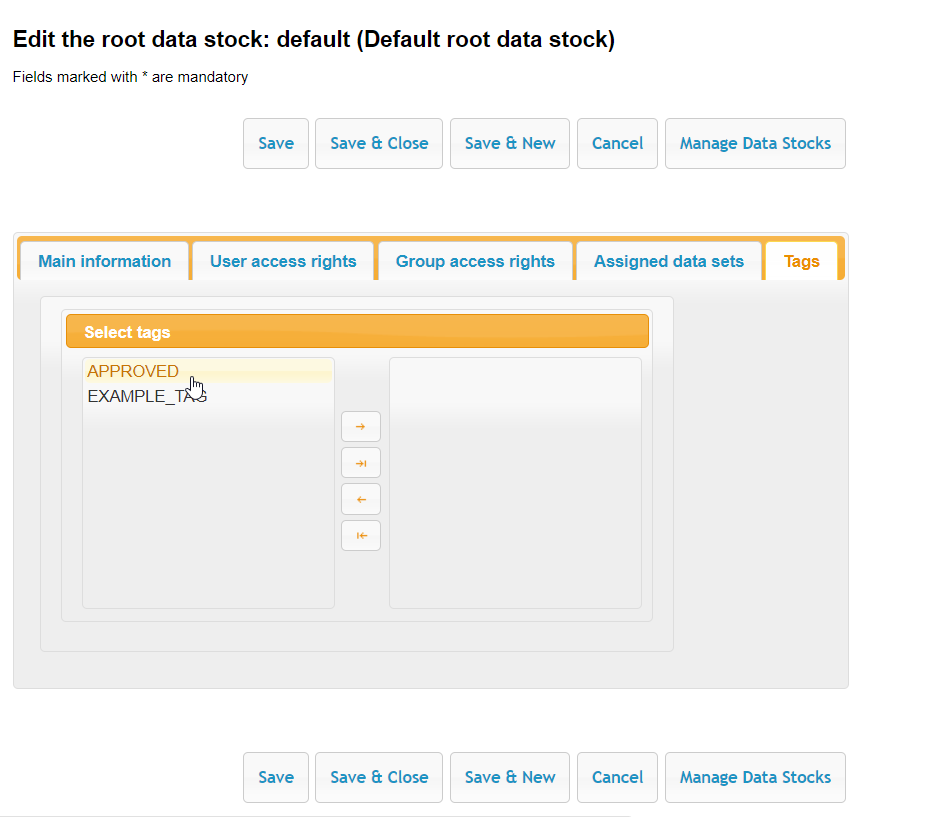 Edit the root data stock: default (Default root data stock)
Fields marked with * are mandatory
Save Save & Close Save & New Cancel Manage Data Stocks
Main information User access rights Group access rights Assigned data sets Tags
Select tags
APPROVED
EXAMPLE_TAG
Save Save & Close Save & New Cancel Manage Data Stocks